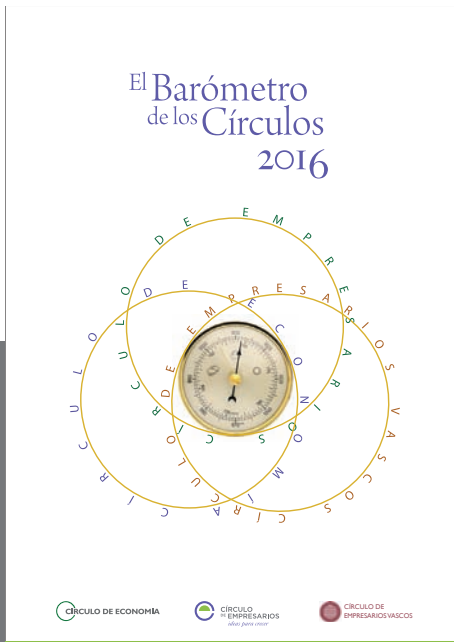 El Barómetro
de los Círculos
2016
CÍRCULO DE EMPRESARIOS
CÍRCULO DE ECONOMÍA
CÍRCULO DE EMPRESARIOS VASCOS
CÍRCULO DE ECONOMÍA
CÍRCULO
DE EMPRESARIOS
ideas para crecer
CÍRCULO DE
EMPRESARIOS VASCOS